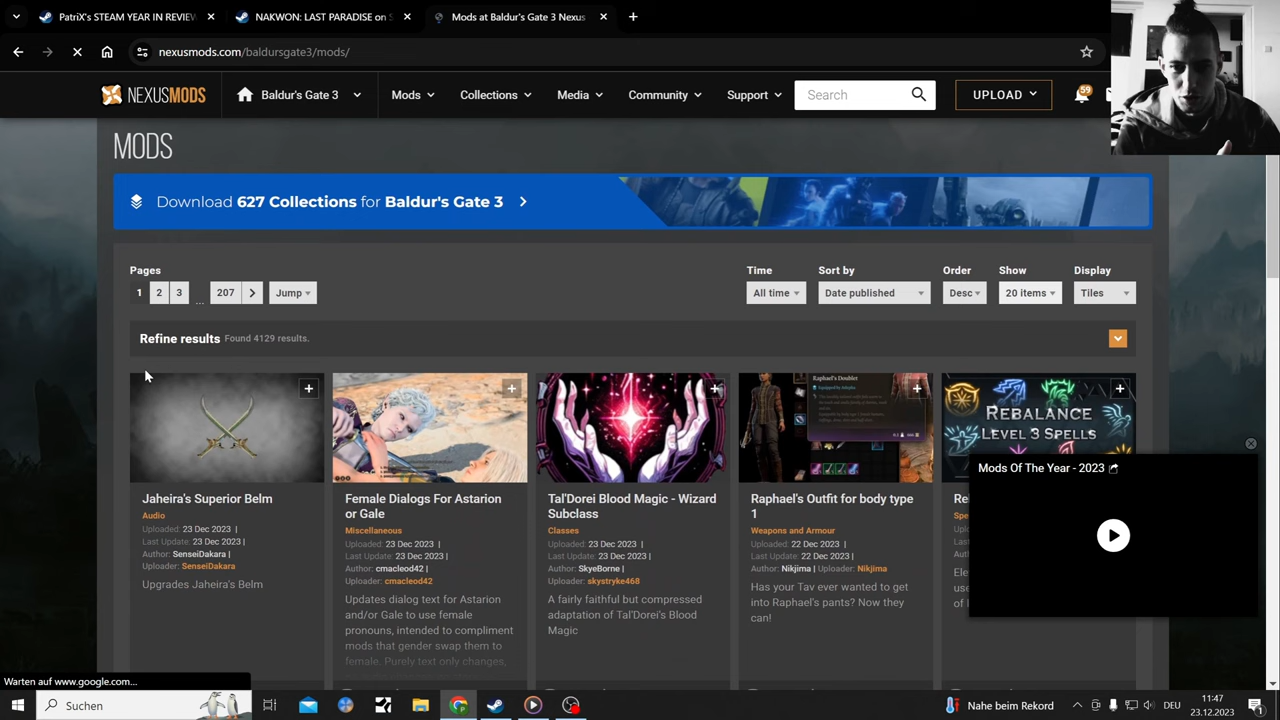 PatriX's STEAM YEAR IN REVIEW
NAKWON: LAST PARADISE on S
Mods at Baldur's Gate 3 Nexus
nexusmods.com/baldursgate3/mods/
NEXUSMODS
Baldur's Gate 3
Mods
Collections
Media
Community
Support
Search
UPLOAD
59
MODS
Download 627 Collections for Baldur's Gate 3
Pages
1 2 3 ... 207 > Jump
Time
All time
Sort by
Date published
Order
Desc
Show
20 items
Display
Tiles
Refine results Found 4129 results.
Jaheira's Superior Belm
Audio
Uploaded: 23 Dec 2023 |
Last Update: 23 Dec 2023 |
Author: SenseiDakara |
Uploader: SenseiDakara
Upgrades Jaheira's Belm
Female Dialogs For Astarion
or Gale
Miscellaneous
Uploaded: 23 Dec 2023 |
Last Update: 23 Dec 2023 |
Author: cmacleod42 |
Uploader: cmacleod42
Updates dialog text for Astarion
and/or Gale to use female
pronouns, intended to compliment
mods that gender swap them to
female. Purely text only changes,
Tal'Dorei Blood Magic - Wizard
Subclass
Classes
Uploaded: 23 Dec 2023 |
Last Update: 23 Dec 2023 |
Author: SkyeBorne |
Uploader: skystryke468
A fairly faithful but compressed
adaptation of Tal'Dorei's Blood
Magic
Raphael's Doublet
Raphael's Outfit for body type
1
Weapons and Armour
Uploaded: 22 Dec 2023 |
Last Update: 22 Dec 2023 |
Author: Nikjima | Uploader: Nikjima
Has your Tav ever wanted to get
into Raphael's pants? Now they
can!
REBALANCE
LEVEL 3 SPELLS
Mods Of The Year - 2023
Warten auf www.google.com...
Suchen
Nahe beim Rekord
DEU
11:47
23.12.2023
1